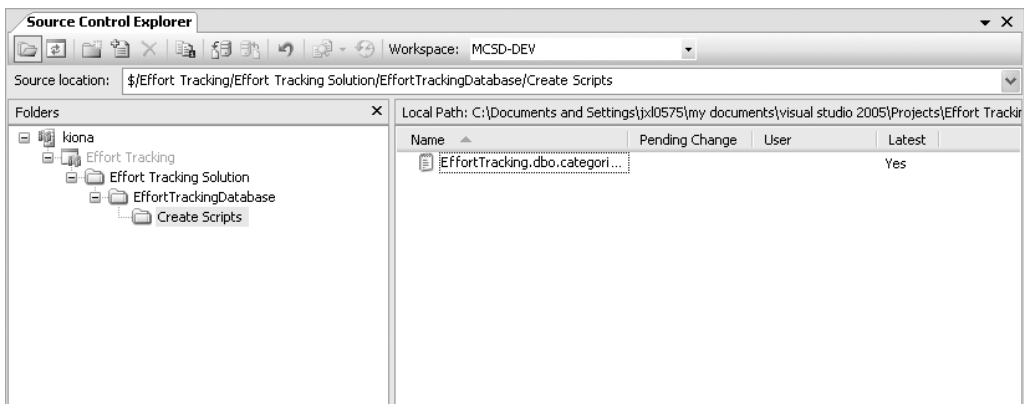 Source Control Explorer
Workspace: MCSD-DEV
Source location: $/Effort Tracking/Effort Tracking Solution/EffortTrackingDatabase/Create Scripts
Folders
Local Path: C:\Documents and Settings\jxl0575\my documents\visual studio 2005\Projects\Effort Trackin
kiona
Effort Tracking
Effort Tracking Solution
EffortTrackingDatabase
Create Scripts
Name Pending Change User Latest
EffortTracking.dbo.categori... Yes